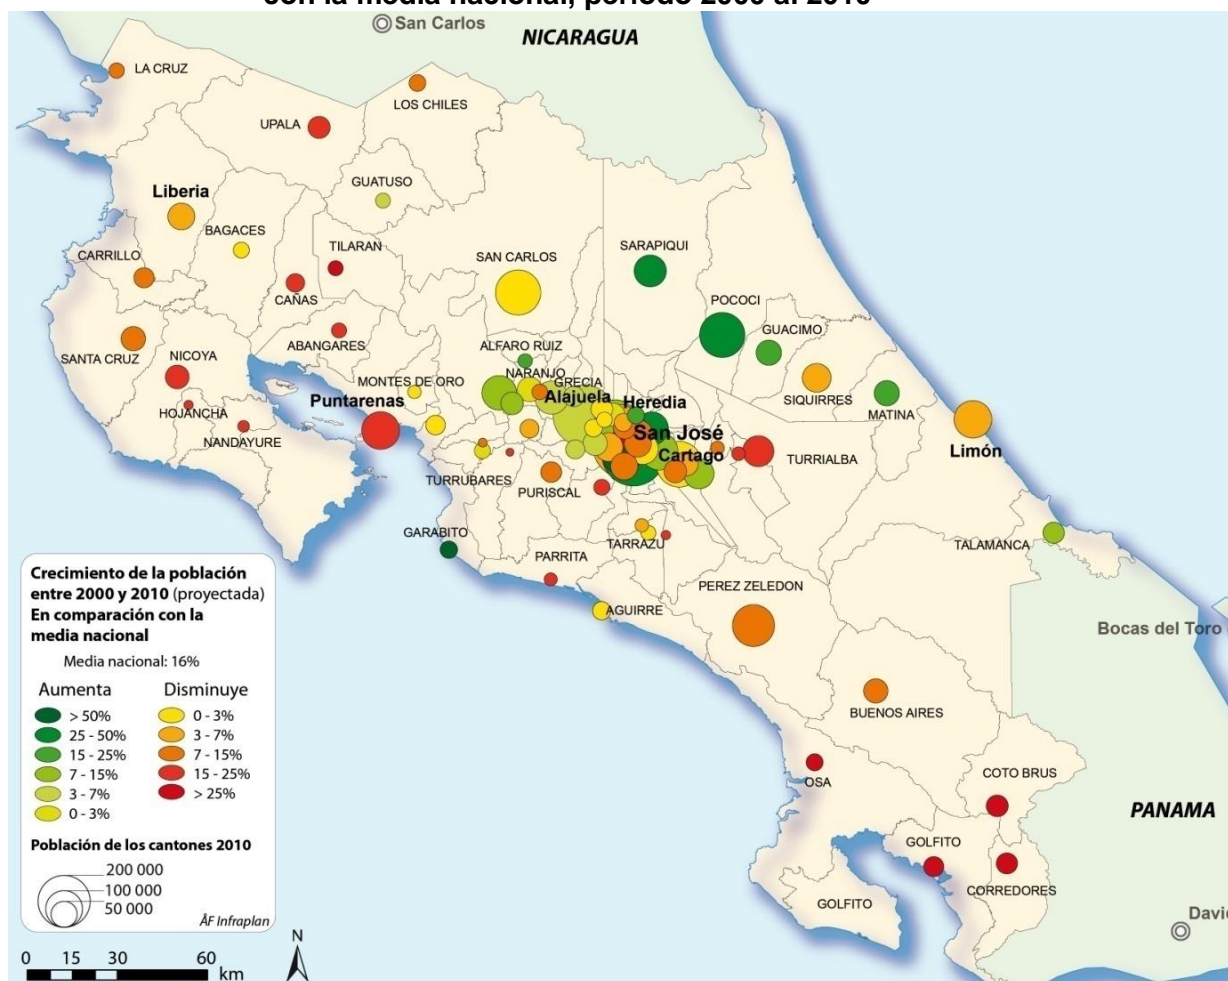 con la media nacional, período 2000 al 2010
San Carlos
NICARAGUA
LA CRUZ
LOS CHILES
UPALA
GUATUSO
Liberia
BAGACES
CARRILLO
TILARAN
SAN CARLOS
SARAPIQUI
CAÑAS
POCOCI
GUACIMO
SANTA CRUZ
ABANGARES
ALFARO RUIZ
NICOYA
NARANJO
MONTES DE ORO
GRECIA
Alajuela
Heredia
SIQUIRRES
MATINA
HOJANCHA
Puntarenas
NANDAYURE
San José
Cartago
Limón
TURRIALBA
TURRUBARES
PURISCAL
GARABITO
TARRAZU
TALAMANCA
PARRITA
PEREZ ZELEDON
AGUIRRE
Bocas del Toro
BUENOS AIRES
OSA
COTO BRUS
PANAMA
GOLFITO
CORREDORES
GOLFITO
Crecimiento de la población
entre 2000 y 2010 (proyectada)
En comparación con la
media nacional
Media nacional: 16%
Aumenta Disminuye
> 50% 0 - 3%
25 - 50% 3 - 7%
15 - 25% 7 - 15%
7 - 15% 15 - 25%
3 - 7% > 25%
0 - 3%
Población de los cantones 2010
200 000
100 000
50 000
ÅF Infraplan
N
0 15 30 60
km